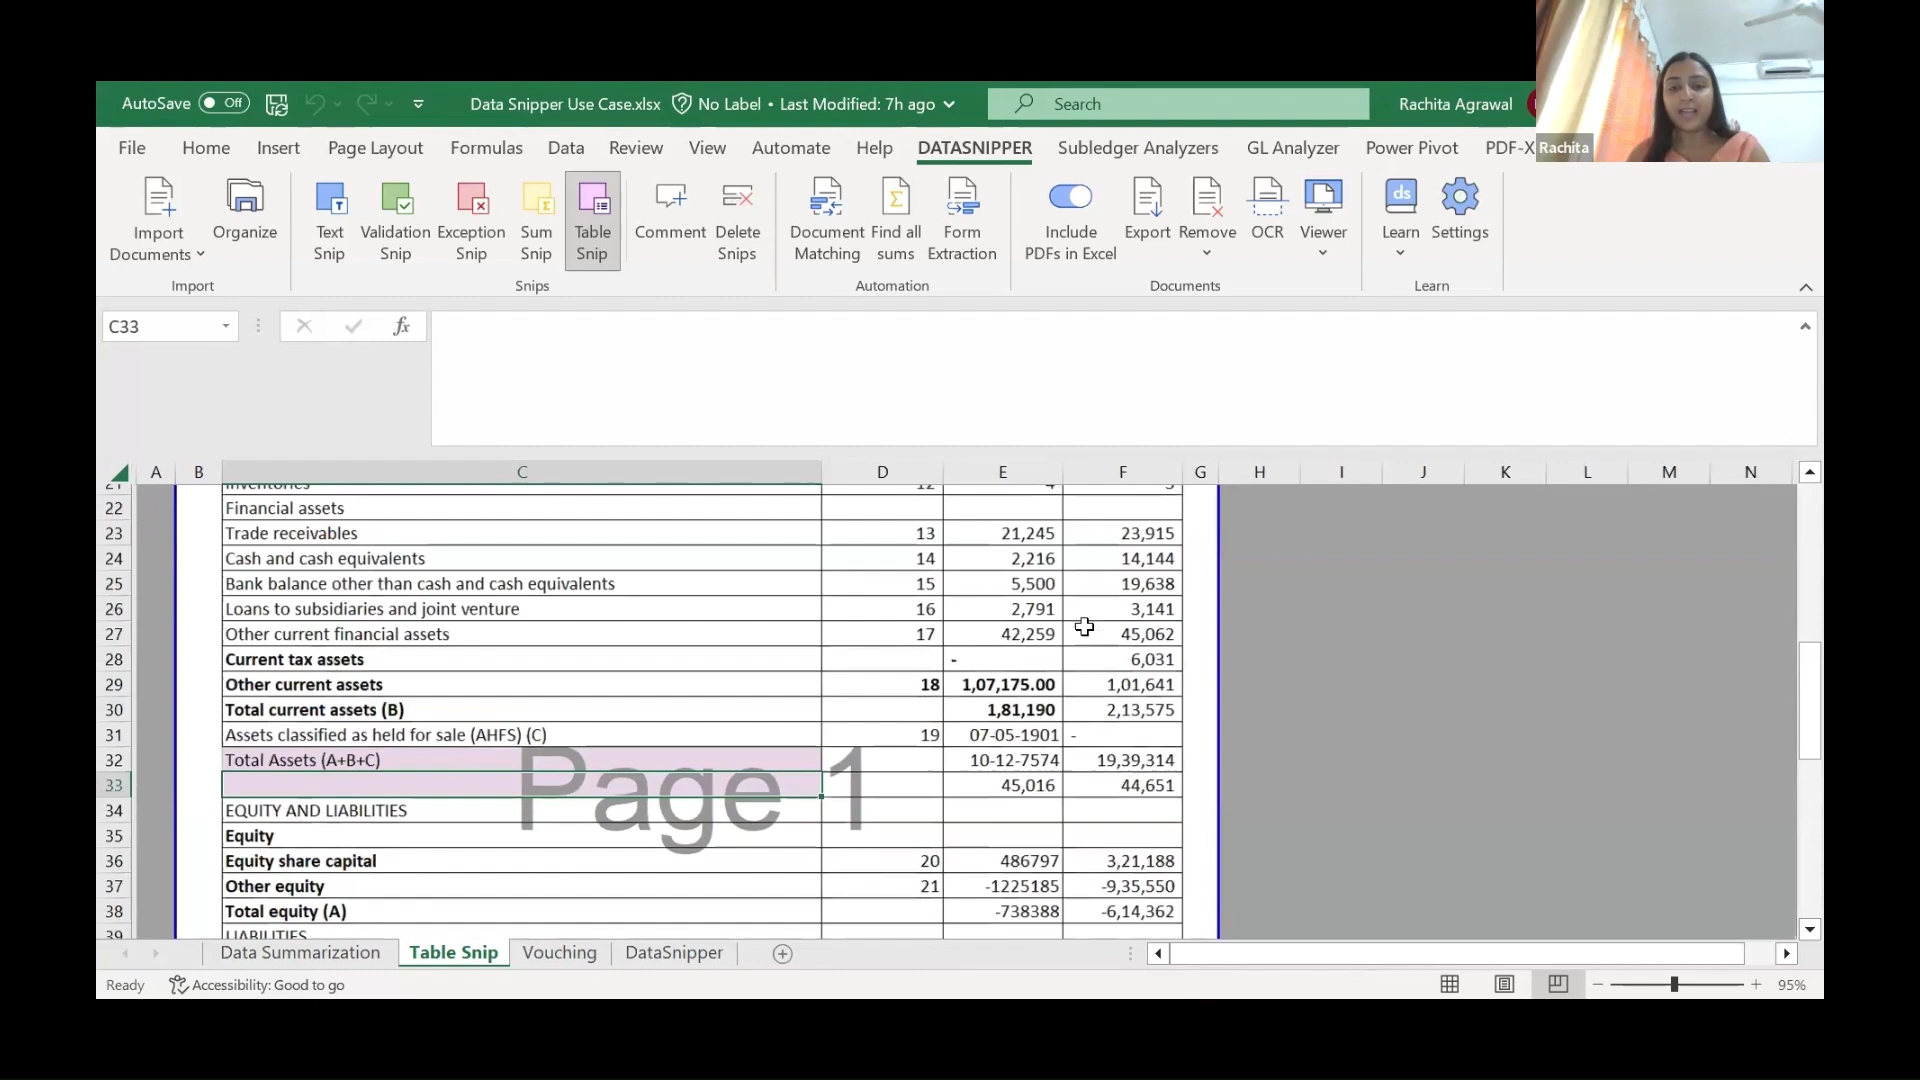 AutoSave Off Data Snipper Use Case.xlsx No Label • Last Modified: 7h ago Search Rachita Agrawal
File Home Insert Page Layout Formulas Data Review View Automate Help DATASNIPPER Subledger Analyzers GL Analyzer Power Pivot PDF-X
Rachita
Import Documents Organize Text Snip Validation Snip Exception Snip Sum Snip Table Snip Comment Delete Snips Document Matching Find all sums Form Extraction Include PDFs in Excel Export Remove OCR Viewer Learn Settings
Import Snips Automation Documents Learn
C33 fx
A B C D E F G H I J K L M N
21 Inventories 12 4 3
22 Financial assets
23 Trade receivables 13 21,245 23,915
24 Cash and cash equivalents 14 2,216 14,144
25 Bank balance other than cash and cash equivalents 15 5,500 19,638
26 Loans to subsidiaries and joint venture 16 2,791 3,141
27 Other current financial assets 17 42,259 45,062
28 Current tax assets - 6,031
29 Other current assets 18 1,07,175.00 1,01,641
30 Total current assets (B) 1,81,190 2,13,575
31 Assets classified as held for sale (AHFS) (C) 19 07-05-1901 -
32 Total Assets (A+B+C) 10-12-7574 19,39,314
33 45,016 44,651
Page 1
34 EQUITY AND LIABILITIES
35 Equity
36 Equity share capital 20 486797 3,21,188
37 Other equity 21 -1225185 -9,35,550
38 Total equity (A) -738388 -6,14,362
39 LIABILITIES
Data Summarization Table Snip Vouching DataSnipper
Ready Accessibility: Good to go 95%